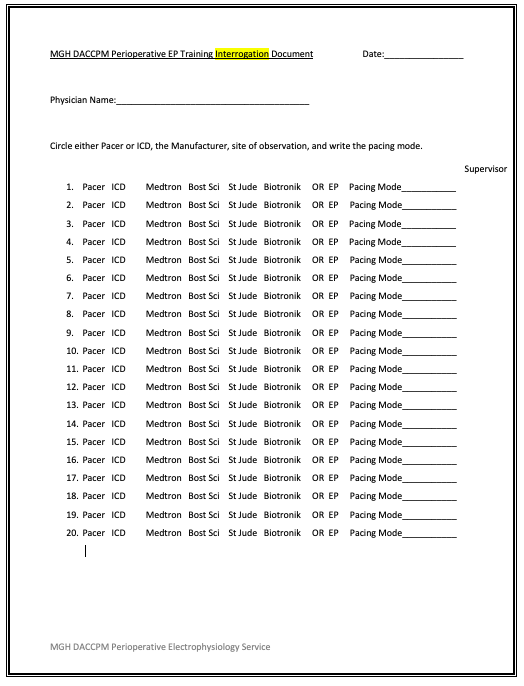 MGH DACCPM Perioperative EP Training Interrogation Document Date:________________
Physician Name:_______________________________________
Circle either Pacer or ICD, the Manufacturer, site of observation, and write the pacing mode.
Supervisor
1. Pacer ICD Medtron Bost Sci St Jude Biotronik OR EP Pacing Mode___________
2. Pacer ICD Medtron Bost Sci St Jude Biotronik OR EP Pacing Mode___________
3. Pacer ICD Medtron Bost Sci St Jude Biotronik OR EP Pacing Mode___________
4. Pacer ICD Medtron Bost Sci St Jude Biotronik OR EP Pacing Mode___________
5. Pacer ICD Medtron Bost Sci St Jude Biotronik OR EP Pacing Mode___________
6. Pacer ICD Medtron Bost Sci St Jude Biotronik OR EP Pacing Mode___________
7. Pacer ICD Medtron Bost Sci St Jude Biotronik OR EP Pacing Mode___________
8. Pacer ICD Medtron Bost Sci St Jude Biotronik OR EP Pacing Mode___________
9. Pacer ICD Medtron Bost Sci St Jude Biotronik OR EP Pacing Mode___________
10. Pacer ICD Medtron Bost Sci St Jude Biotronik OR EP Pacing Mode___________
11. Pacer ICD Medtron Bost Sci St Jude Biotronik OR EP Pacing Mode___________
12. Pacer ICD Medtron Bost Sci St Jude Biotronik OR EP Pacing Mode___________
13. Pacer ICD Medtron Bost Sci St Jude Biotronik OR EP Pacing Mode___________
14. Pacer ICD Medtron Bost Sci St Jude Biotronik OR EP Pacing Mode___________
15. Pacer ICD Medtron Bost Sci St Jude Biotronik OR EP Pacing Mode___________
16. Pacer ICD Medtron Bost Sci St Jude Biotronik OR EP Pacing Mode___________
17. Pacer ICD Medtron Bost Sci St Jude Biotronik OR EP Pacing Mode___________
18. Pacer ICD Medtron Bost Sci St Jude Biotronik OR EP Pacing Mode___________
19. Pacer ICD Medtron Bost Sci St Jude Biotronik OR EP Pacing Mode___________
20. Pacer ICD Medtron Bost Sci St Jude Biotronik OR EP Pacing Mode___________
MGH DACCPM Perioperative Electrophysiology Service